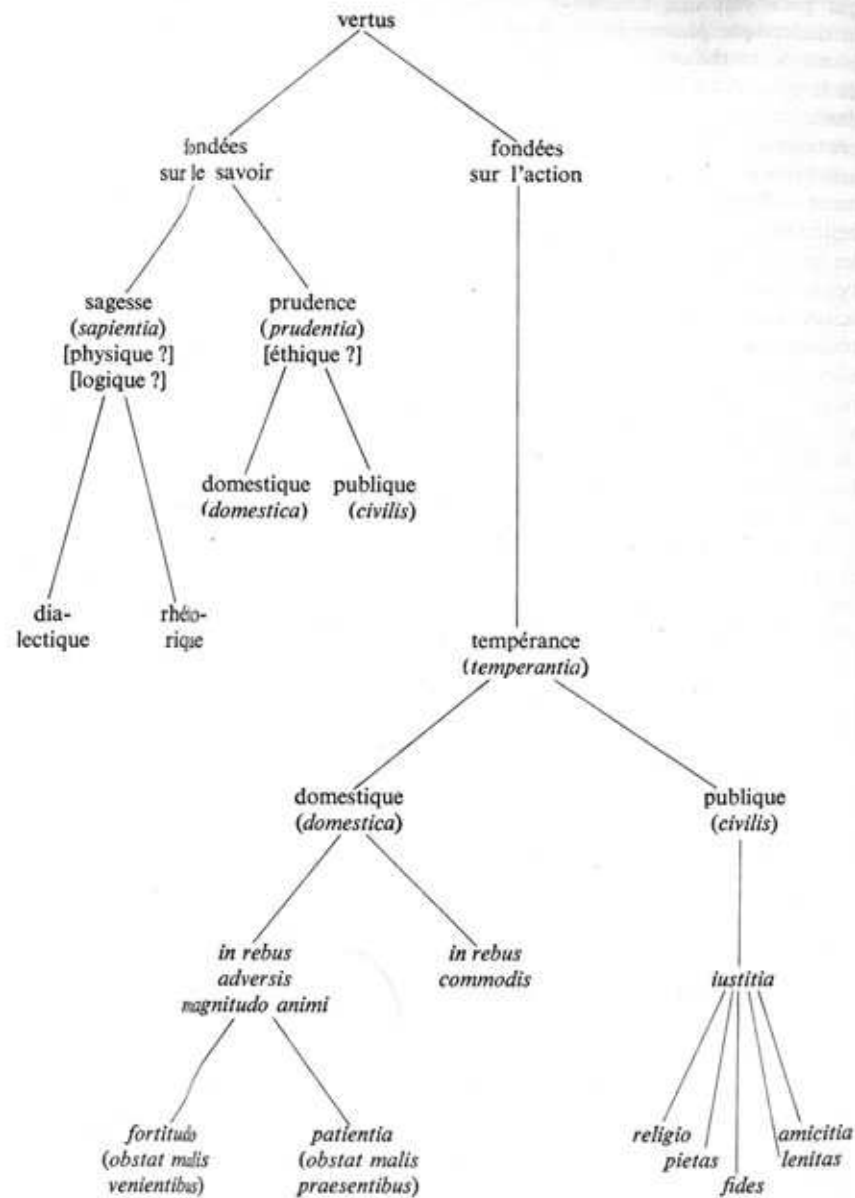 vertus
fondées
sur le savoir
fondées
sur l'action
sagesse
(sapientia)
[physique ?]
[logique ?]
prudence
(prudentia)
[éthique ?]
domestique
(domestica)
publique
(civilis)
dia-
lectique
rhéto-
rique
tempérance
(temperantia)
domestique
(domestica)
publique
(civilis)
in rebus
adversis
magnitudo animi
in rebus
commodis
iustitia
fortitudo
(obstat malis
venientibus)
patientia
(obstat malis
praesentibus)
religio
pietas
fides
amicitia
lenitas